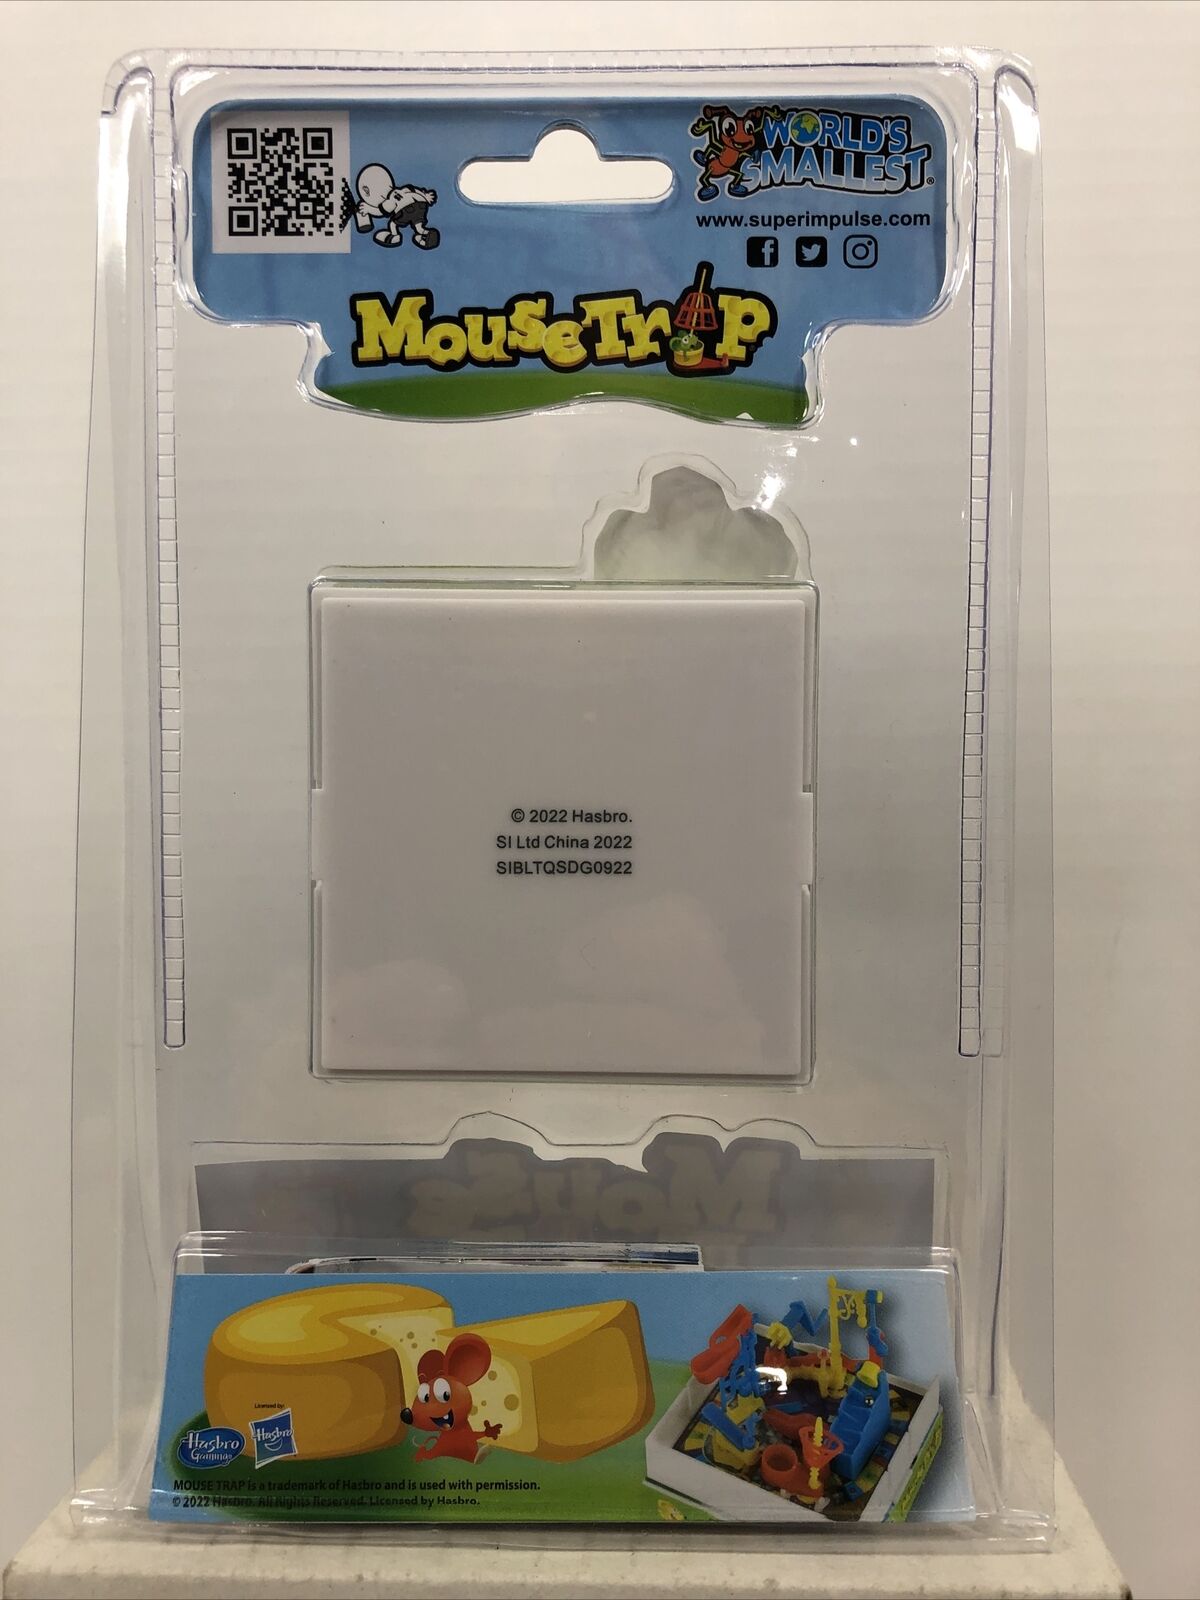 WORLD'S
SMALLEST®
www.superimpulse.com
MouseTrap
© 2022 Hasbro.
SI Ltd China 2022
SIBLTQSDG0922
Mouse
Licensed by:
Hasbro
Gaming
Hasbro
MOUSE TRAP is a trademark of Hasbro and is used with permission.
© 2022 Hasbro. All Rights Reserved. Licensed by Hasbro.